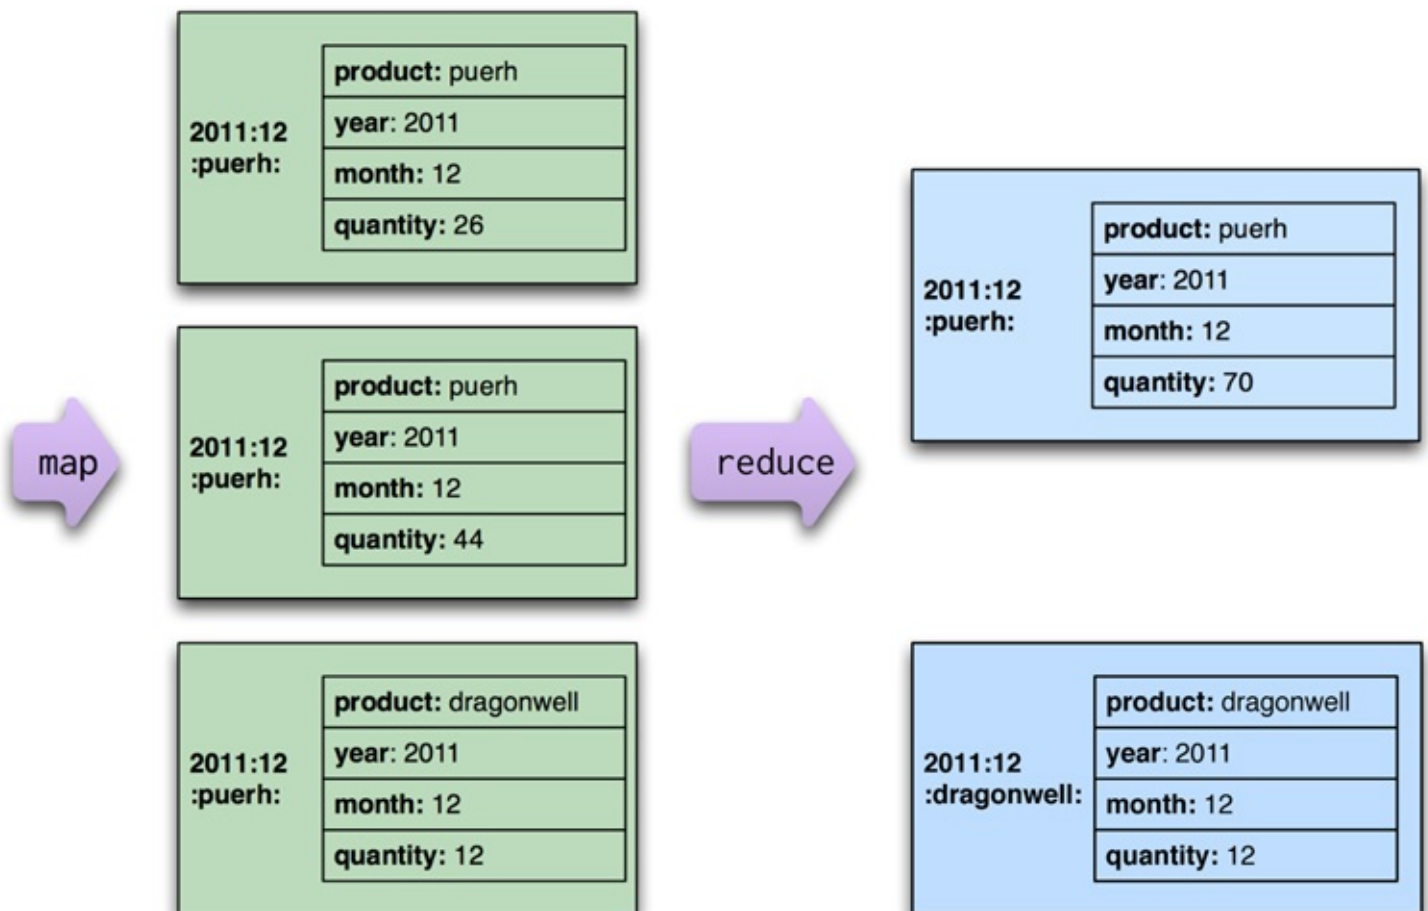 map
2011:12
:puerh:
product: puerh
year: 2011
month: 12
quantity: 26
2011:12
:puerh:
product: puerh
year: 2011
month: 12
quantity: 44
2011:12
:puerh:
product: dragonwell
year: 2011
month: 12
quantity: 12
reduce
2011:12
:puerh:
product: puerh
year: 2011
month: 12
quantity: 70
2011:12
:dragonwell:
product: dragonwell
year: 2011
month: 12
quantity: 12